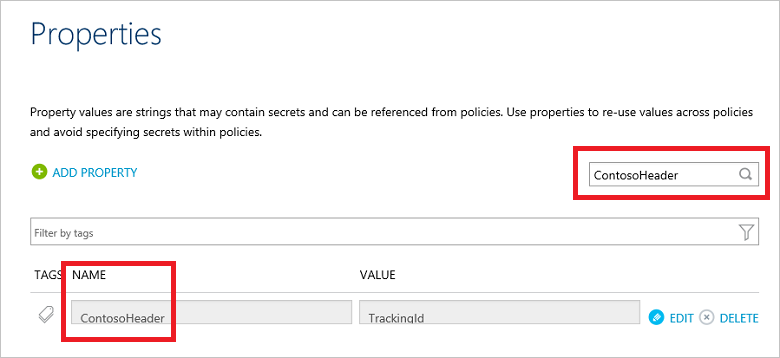 Properties
Property values are strings that may contain secrets and can be referenced from policies. Use properties to re-use values across policies
and avoid specifying secrets within policies.
ADD PROPERTY
ContosoHeader
Filter by tags
TAGS NAME VALUE
ContosoHeader TrackingId EDIT DELETE